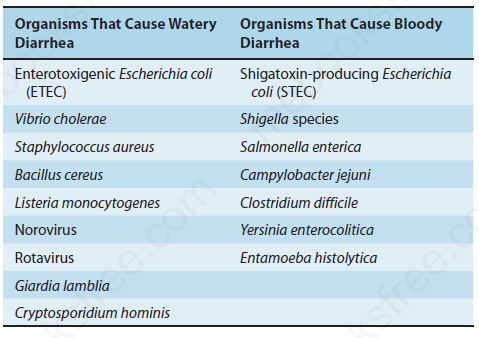 Organisms That Cause Watery Diarrhea	Organisms That Cause Bloody Diarrhea
Enterotoxigenic Escherichia coli (ETEC)	Shigatoxin-producing Escherichia coli (STEC)
Vibrio cholerae	Shigella species
Staphylococcus aureus	Salmonella enterica
Bacillus cereus	Campylobacter jejuni
Listeria monocytogenes	Clostridium difficile
Norovirus	Yersinia enterocolitica
Rotavirus	Entamoeba histolytica
Giardia lamblia
Cryptosporidium hominis